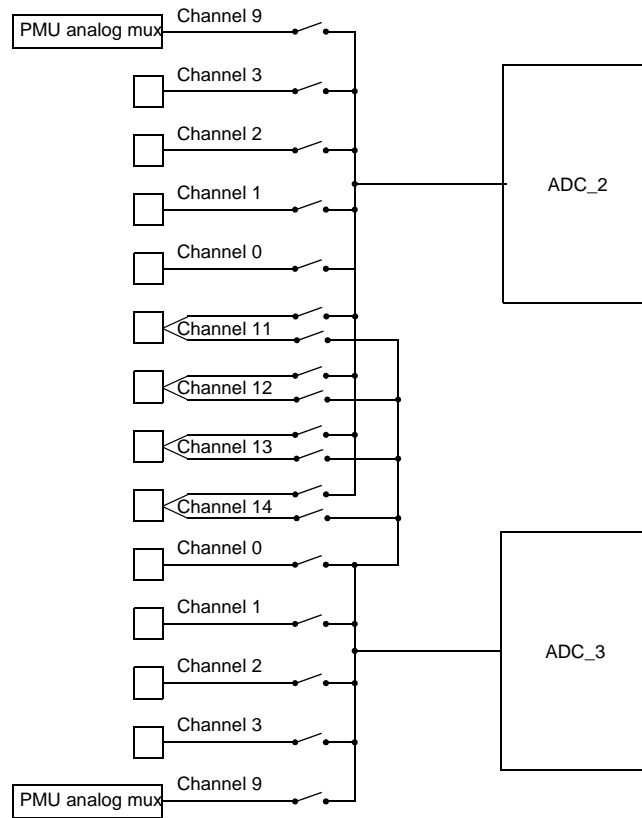 PMU analog mux
Channel 9
Channel 3
Channel 2
ADC_2
Channel 1
Channel 0
Channel 11
Channel 12
Channel 13
Channel 14
Channel 0
Channel 1
ADC_3
Channel 2
Channel 3
Channel 9
PMU analog mux